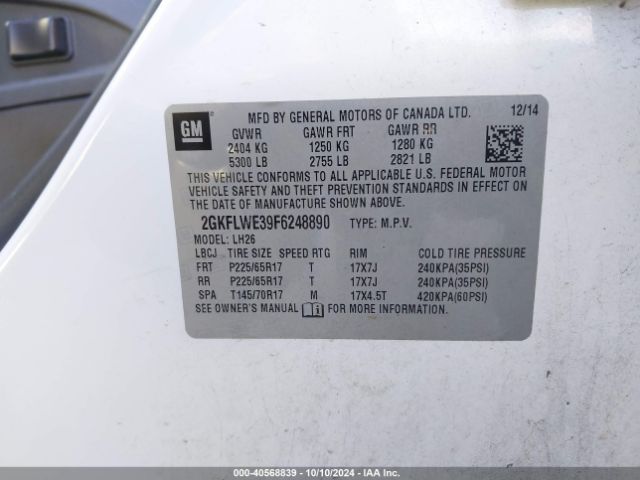 GM
MFD BY GENERAL MOTORS OF CANADA LTD. 12/14
GVWR GAWR FRT GAWR RR
2404 KG 1250 KG 1280 KG
5300 LB 2755 LB 2821 LB
THIS VEHICLE CONFORMS TO ALL APPLICABLE U.S. FEDERAL MOTOR
VEHICLE SAFETY AND THEFT PREVENTION STANDARDS IN EFFECT ON
THE DATE OF MANUFACTURE SHOWN ABOVE.
2GKFLWE39F6248890 TYPE: M.P.V.
MODEL: LH26
LBCJ TIRE SIZE SPEED RTG RIM COLD TIRE PRESSURE
FRT P225/65R17 T 17X7J 240KPA(35PSI)
RR P225/65R17 T 17X7J 240KPA(35PSI)
SPA T145/70R17 M 17X4.5T 420KPA(60PSI)
SEE OWNER'S MANUAL FOR MORE INFORMATION.
000-40568839 - 10/10/2024 - IAAI.COM